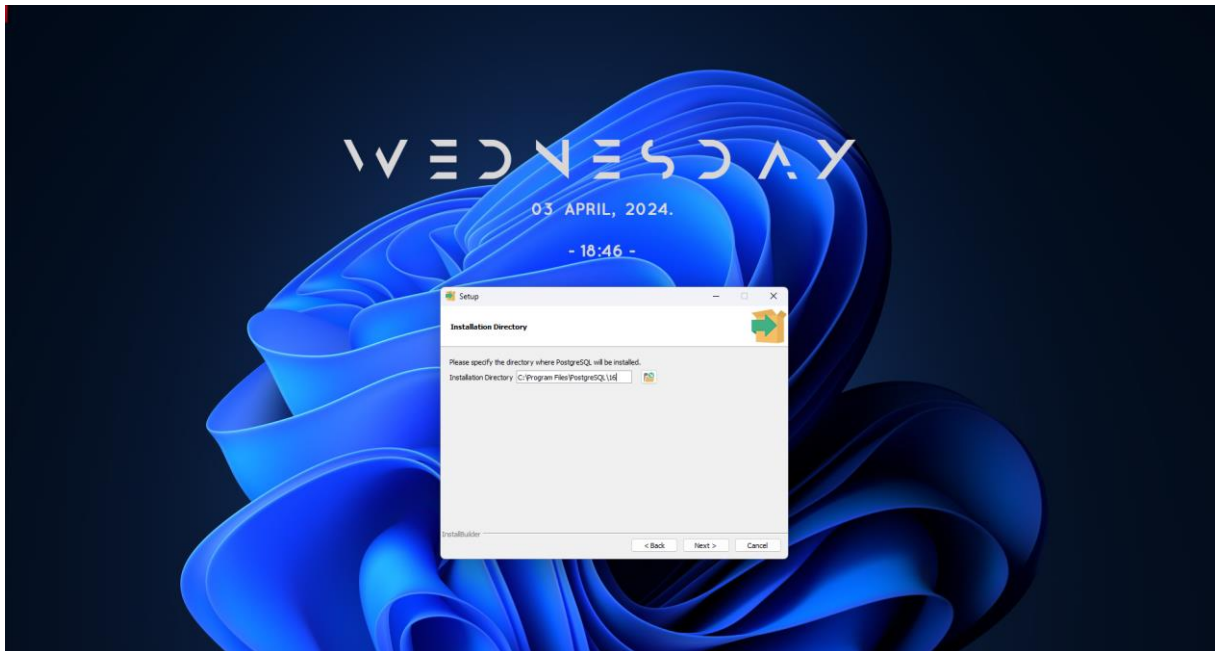 WEDNESDAY
03 APRIL, 2024.
- 18:46 -
Setup
Installation Directory
Please specify the directory where PostgreSQL will be installed.
Installation Directory C:\Program Files\PostgreSQL\16
InstallBuilder
< Back Next > Cancel